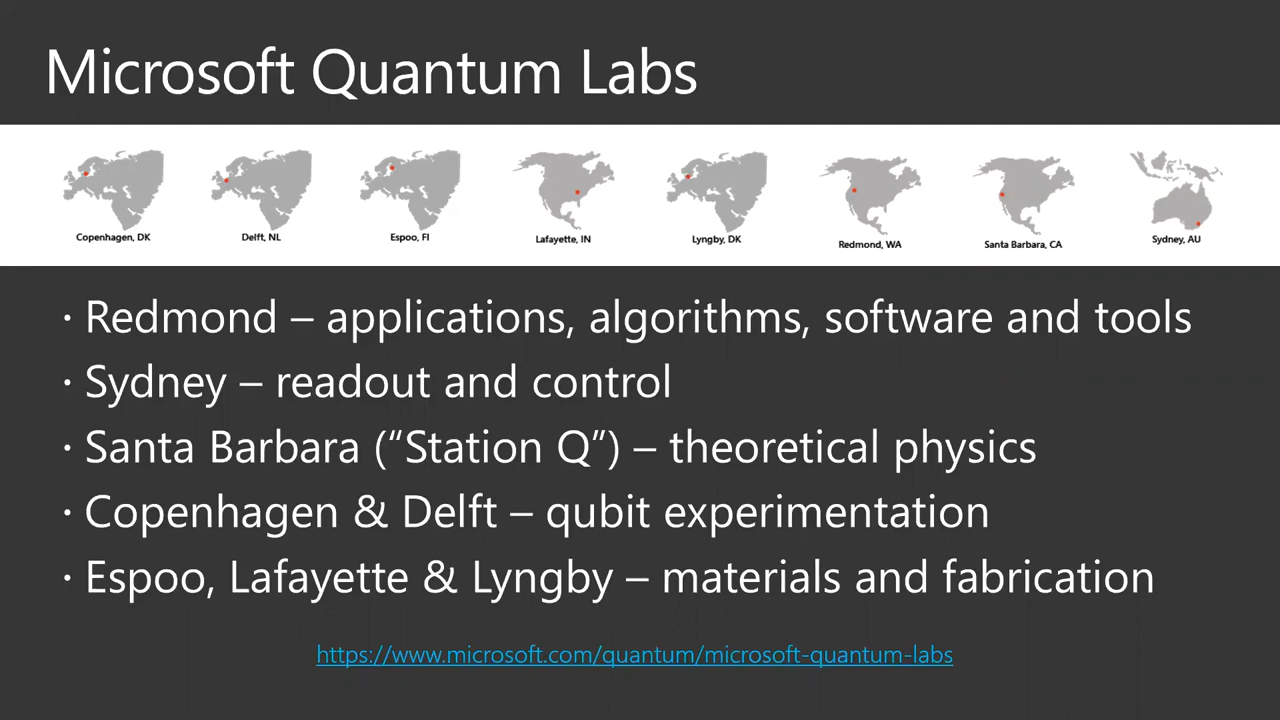 Microsoft Quantum Labs
Copenhagen, DK
Delft, NL
Espoo, FI
Lafayette, IN
Lyngby, DK
Redmond, WA
Santa Barbara, CA
Sydney, AU
· Redmond – applications, algorithms, software and tools
· Sydney – readout and control
· Santa Barbara (“Station Q”) – theoretical physics
· Copenhagen & Delft – qubit experimentation
· Espoo, Lafayette & Lyngby – materials and fabrication
https://www.microsoft.com/quantum/microsoft-quantum-labs